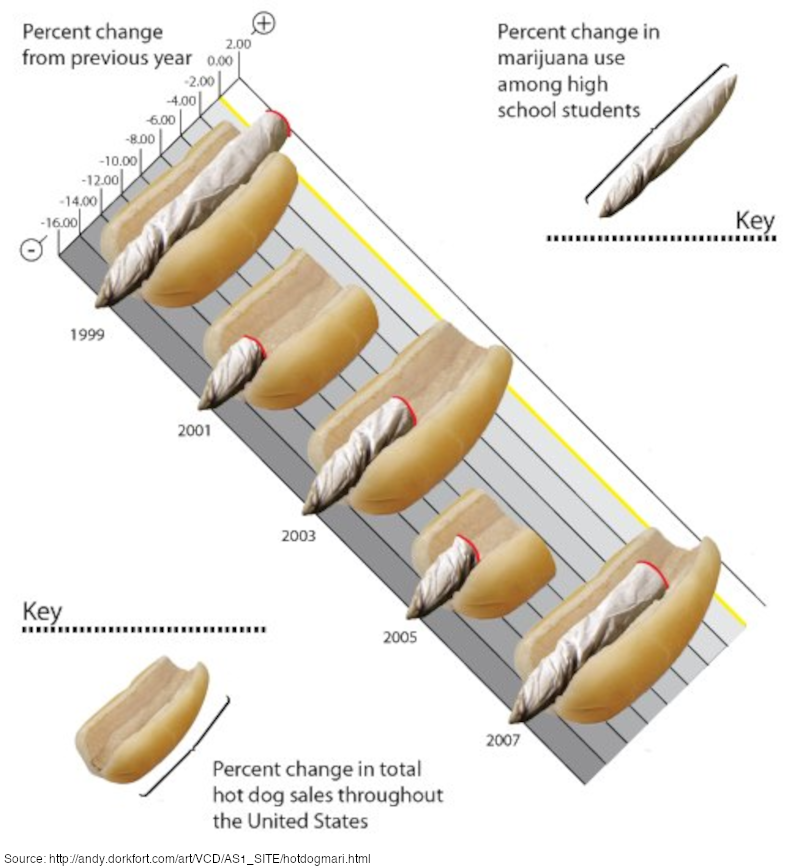 Percent change
from previous year
2.00
0.00
-2.00
-4.00
-6.00
-8.00
-10.00
-12.00
-14.00
-16.00
1999
2001
2003
2005
2007
Percent change in
marijuana use
among high
school students
Key
Key
Percent change in total
hot dog sales throughout
the United States
Source: http://andy.dorkfort.com/art/VCD/AS1_SITE/hotdogmari.html